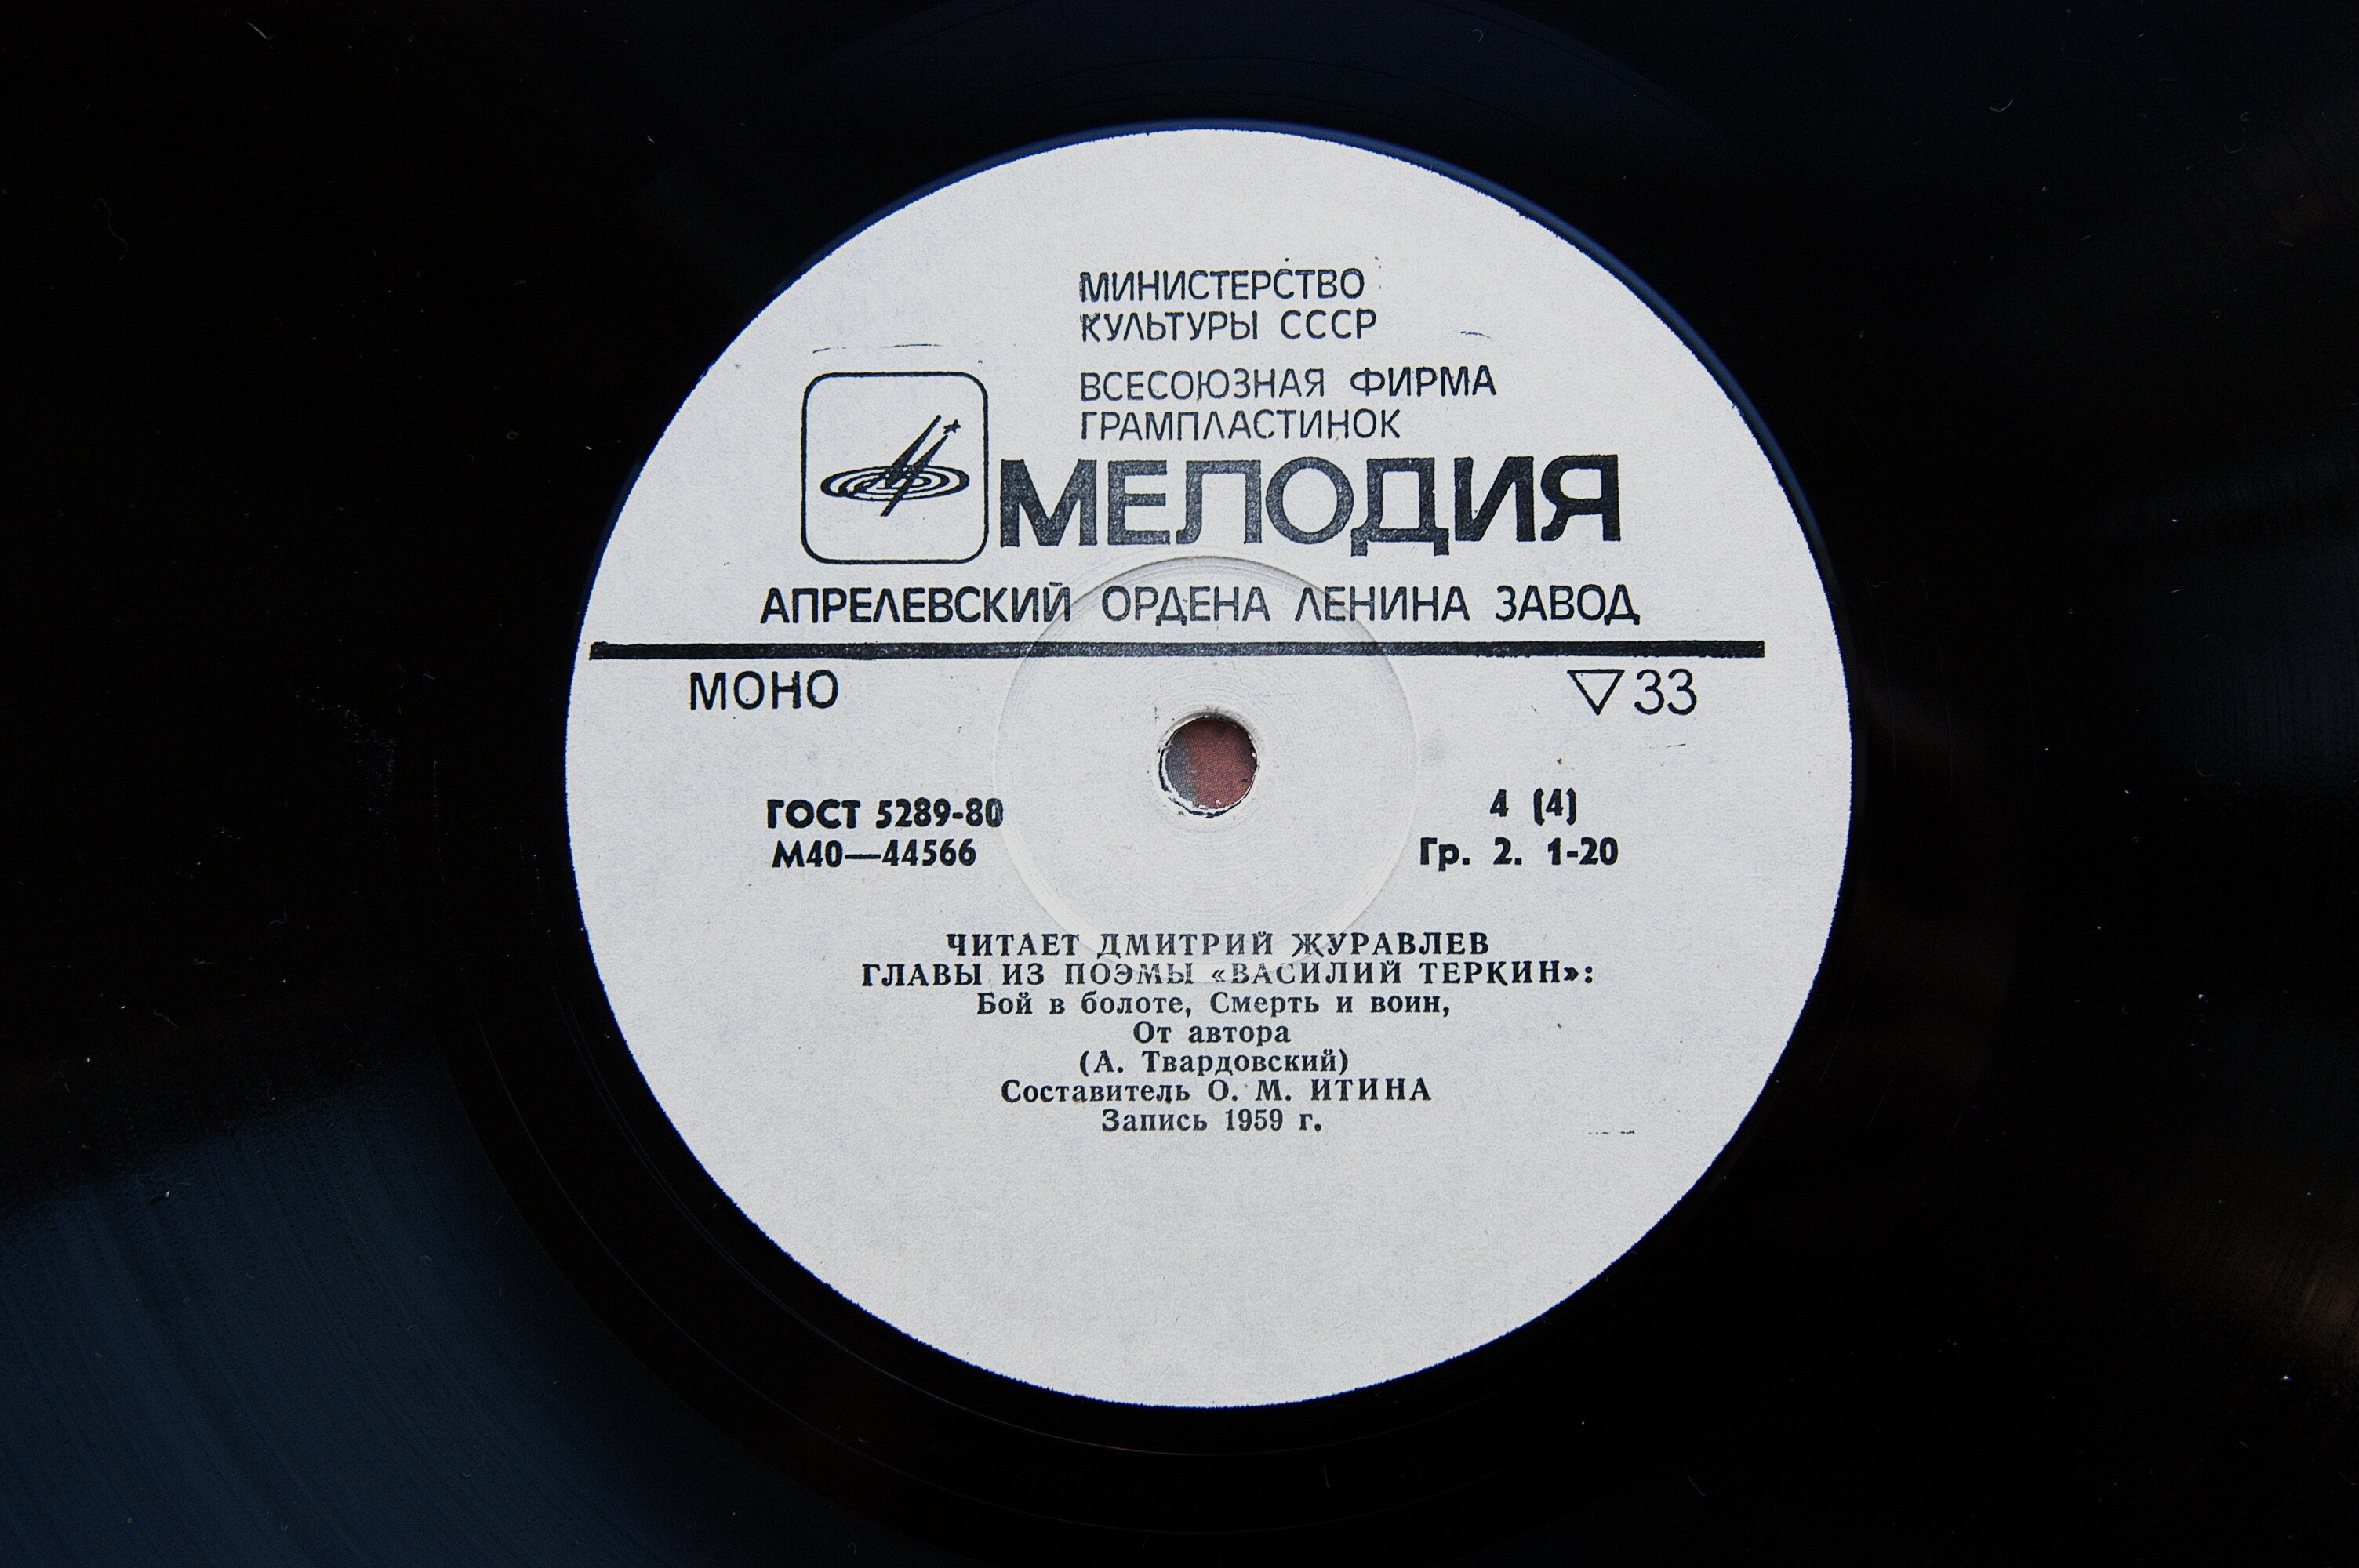 МИНИСТЕРСТВО
КУЛЬТУРЫ СССР
ВСЕСОЮЗНАЯ ФИРМА
ГРАМПЛАСТИНОК
МЕЛОДИЯ
АПРЕЛЕВСКИЙ ОРДЕНА ЛЕНИНА ЗАВОД
МОНО ▽33
ГОСТ 5289-80 4 (4)
М40—44566 Гр. 2. 1-20
ЧИТАЕТ ДМИТРИЙ ЖУРАВЛЕВ
ГЛАВЫ ИЗ ПОЭМЫ «ВАСИЛИЙ ТЕРКИН»:
Бой в болоте, Смерть и воин,
От автора
(А. Твардовский)
Составитель О. М. ИТИНА
Запись 1959 г.